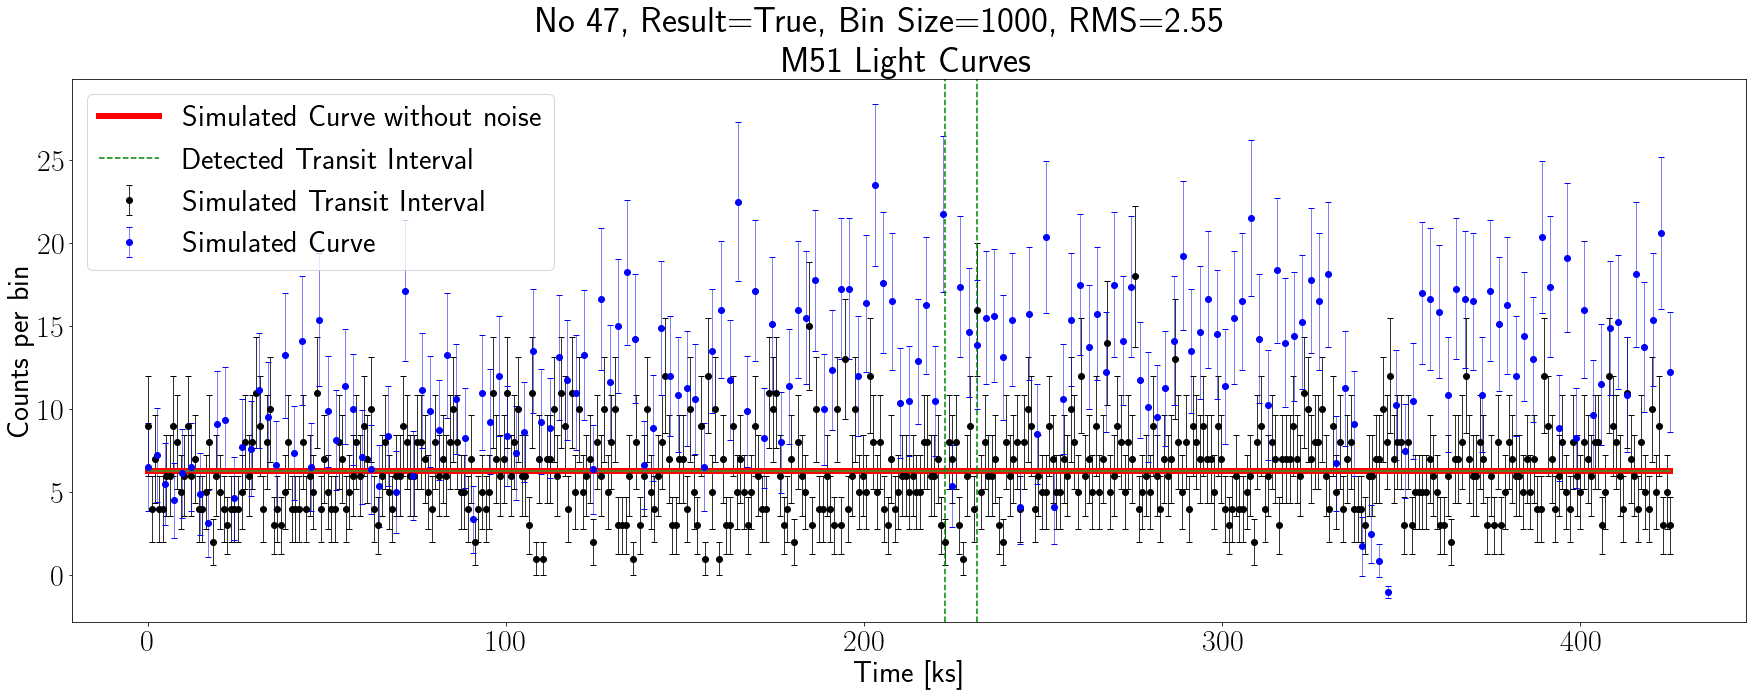 No 47, Result=True, Bin Size=1000, RMS=2.55
M51 Light Curves
Simulated Curve without noise
Detected Transit Interval
Simulated Transit Interval
Simulated Curve
Counts per bin
25
20
15
10
5
0
0 100 200 300 400
Time [ks]